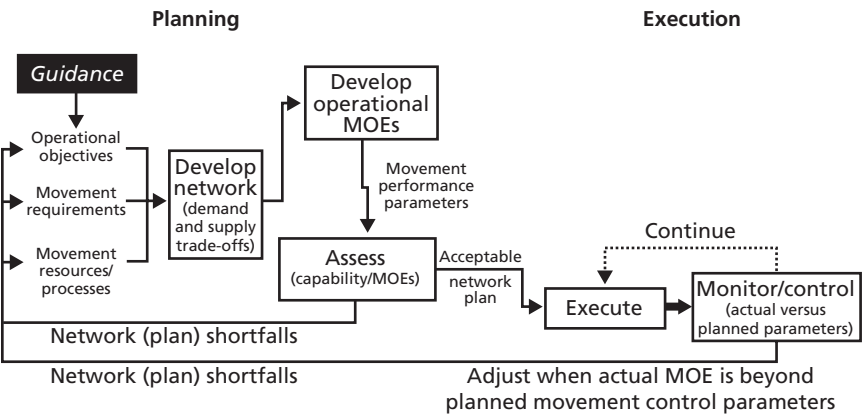 Planning
Execution
Guidance
Operational
objectives
Movement
requirements
Movement
resources/
processes
Develop
network
(demand
and supply
trade-offs)
Develop
operational
MOEs
Movement
performance
parameters
Assess
(capability/MOEs)
Acceptable
network
plan
Continue
Execute
Monitor/control
(actual versus
planned parameters)
Network (plan) shortfalls
Network (plan) shortfalls
Adjust when actual MOE is beyond
planned movement control parameters